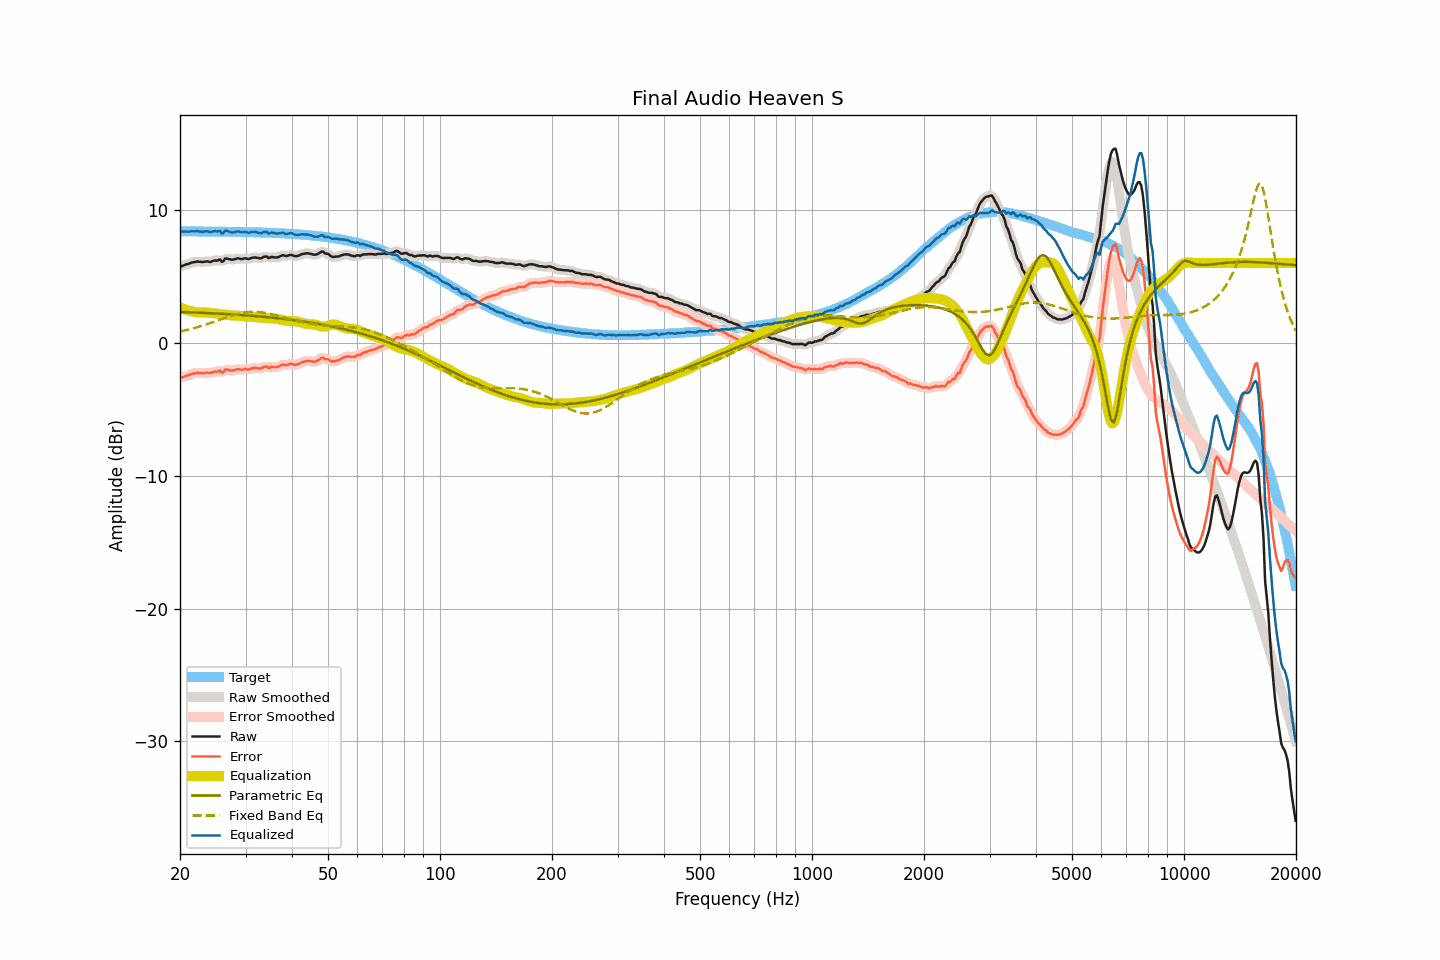 Final Audio Heaven S
Amplitude (dBr)
10
0
−10
−20
−30
Target
Raw Smoothed
Error Smoothed
Raw
Error
Equalization
Parametric Eq
Fixed Band Eq
Equalized
20 50 100 200 500 1000 2000 5000 10000 20000
Frequency (Hz)